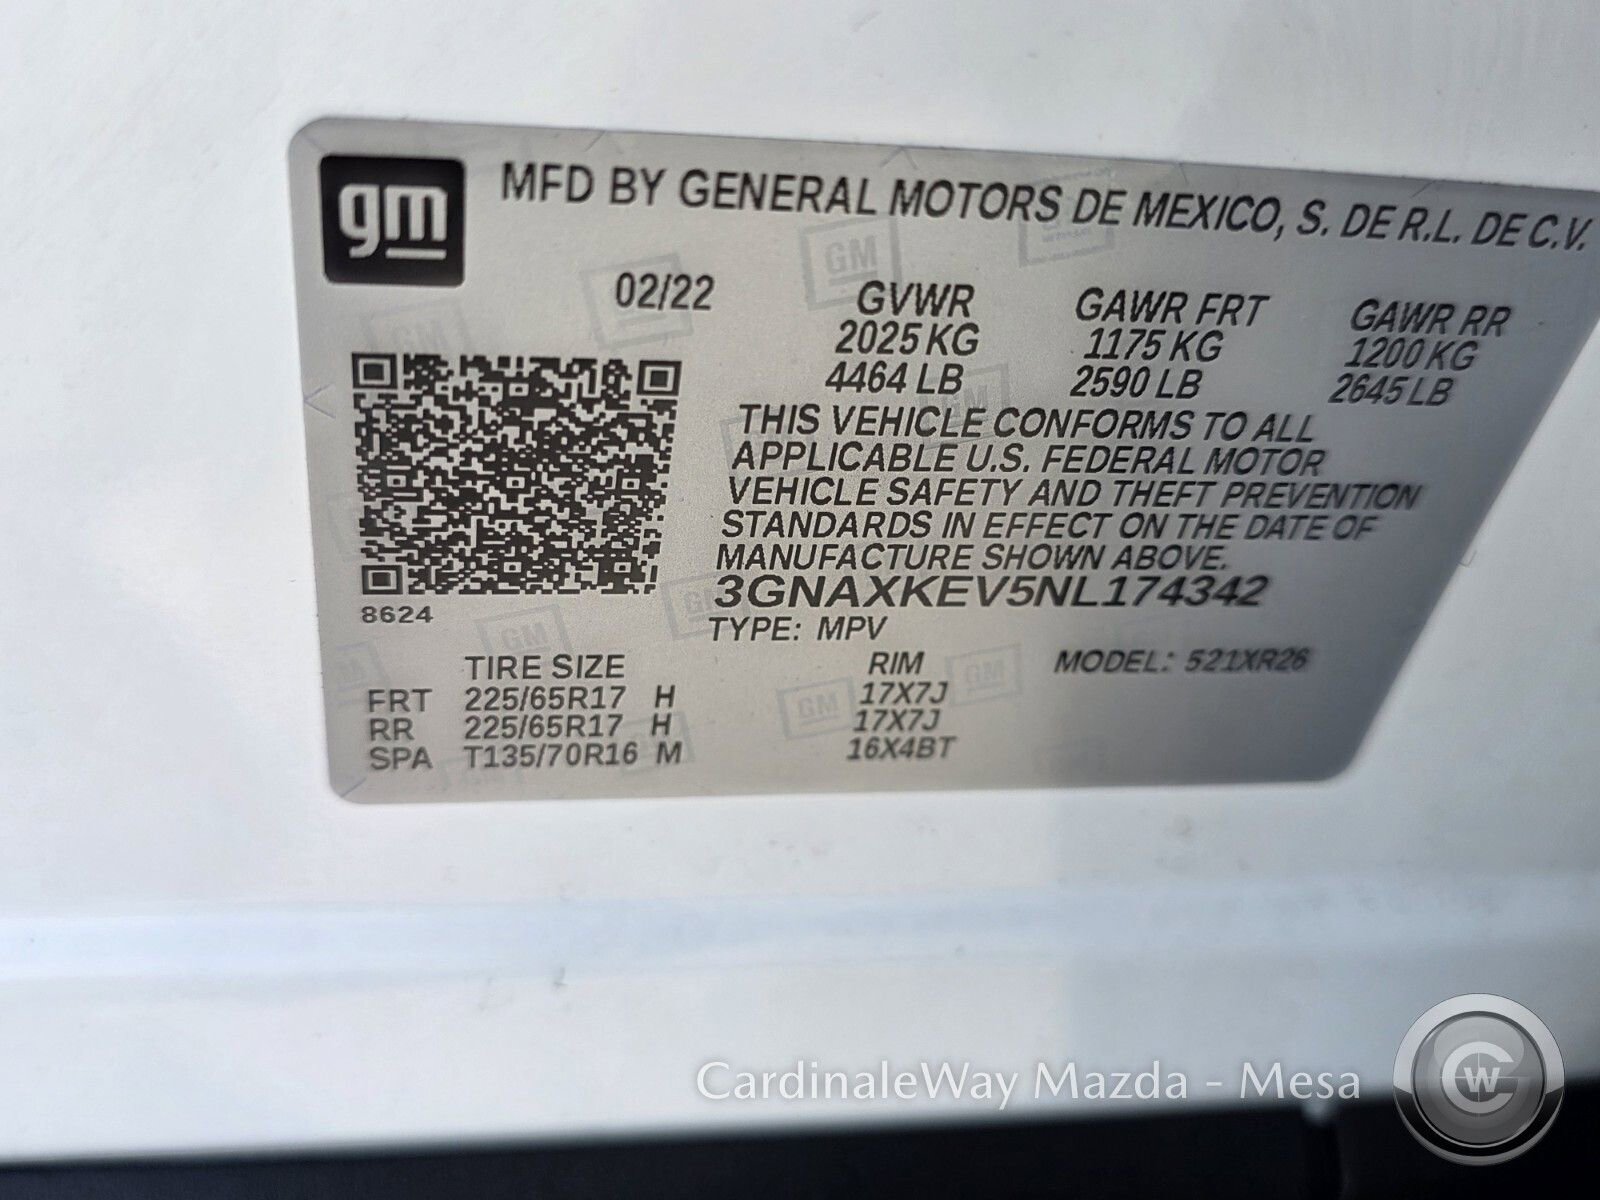 gm
MFD BY GENERAL MOTORS DE MEXICO, S. DE R.L. DE C.V.
02/22
GVWR GAWR FRT GAWR RR
2025 KG 1175 KG 1200 KG
4464 LB 2590 LB 2645 LB
THIS VEHICLE CONFORMS TO ALL
APPLICABLE U.S. FEDERAL MOTOR
VEHICLE SAFETY AND THEFT PREVENTION
STANDARDS IN EFFECT ON THE DATE OF
MANUFACTURE SHOWN ABOVE.
3GNAXKEV5NL174342
8624
TYPE: MPV
TIRE SIZE RIM MODEL: 521XR26
FRT 225/65R17 H 17X7J
RR 225/65R17 H 17X7J
SPA T135/70R16 M 16X4BT
CardinaleWay Mazda - Mesa
CW